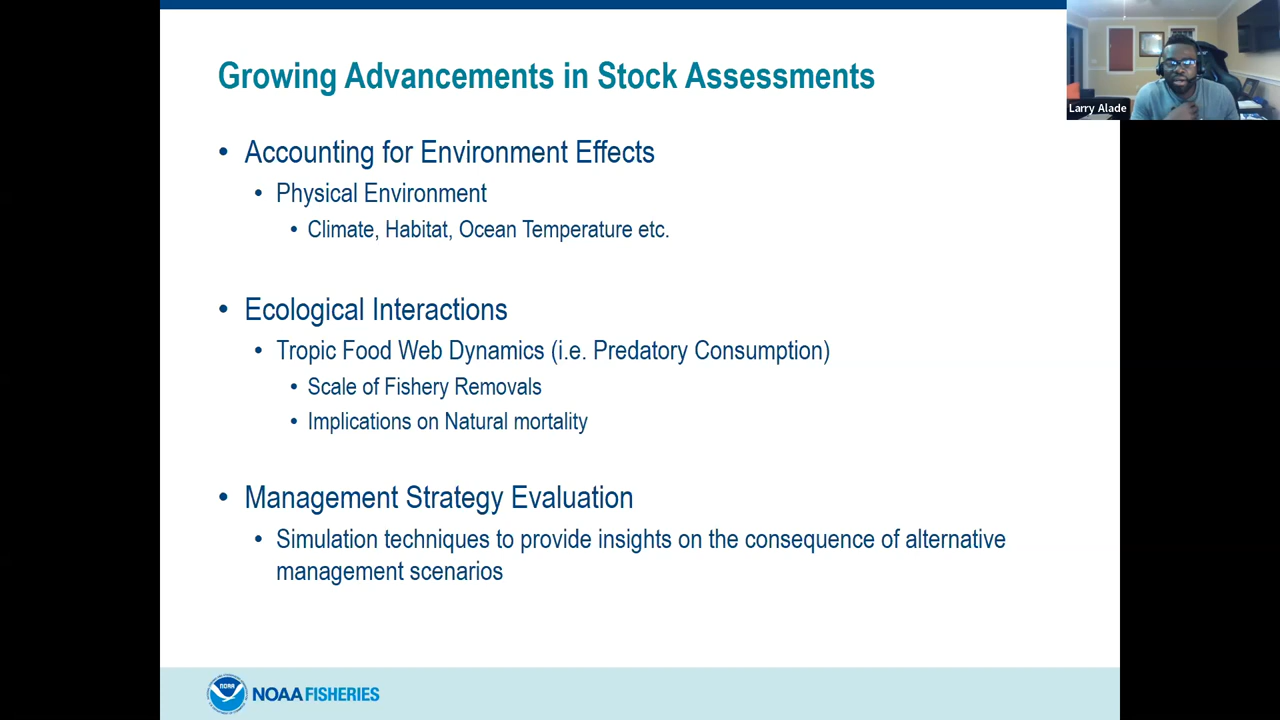 Growing Advancements in Stock Assessments
Larry Alade
• Accounting for Environment Effects
• Physical Environment
• Climate, Habitat, Ocean Temperature etc.
• Ecological Interactions
• Tropic Food Web Dynamics (i.e. Predatory Consumption)
• Scale of Fishery Removals
• Implications on Natural mortality
• Management Strategy Evaluation
• Simulation techniques to provide insights on the consequence of alternative
management scenarios
NOAA
NOAA FISHERIES